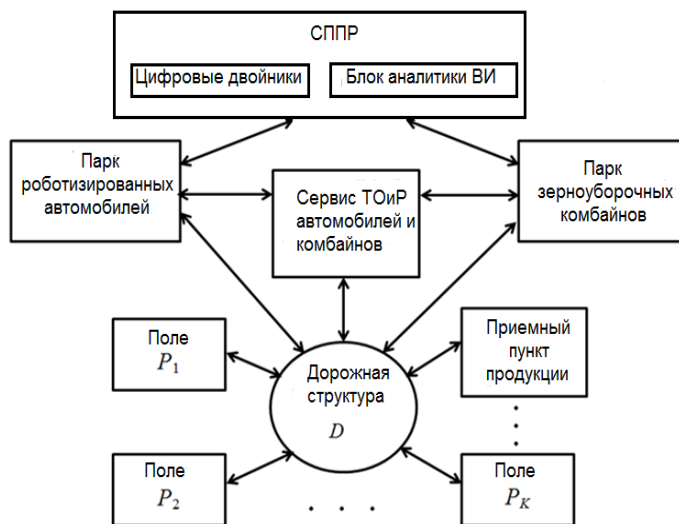 СППР
Цифровые двойники
Блок аналитики ВИ
Парк
роботизированных
автомобилей
Сервис ТОиР
автомобилей и
комбайнов
Парк
зерноуборочных
комбайнов
Поле
P₁
Дорожная
структура
D
Приемный
пункт
продукции
Поле
P₂
. . .
Поле
P_K